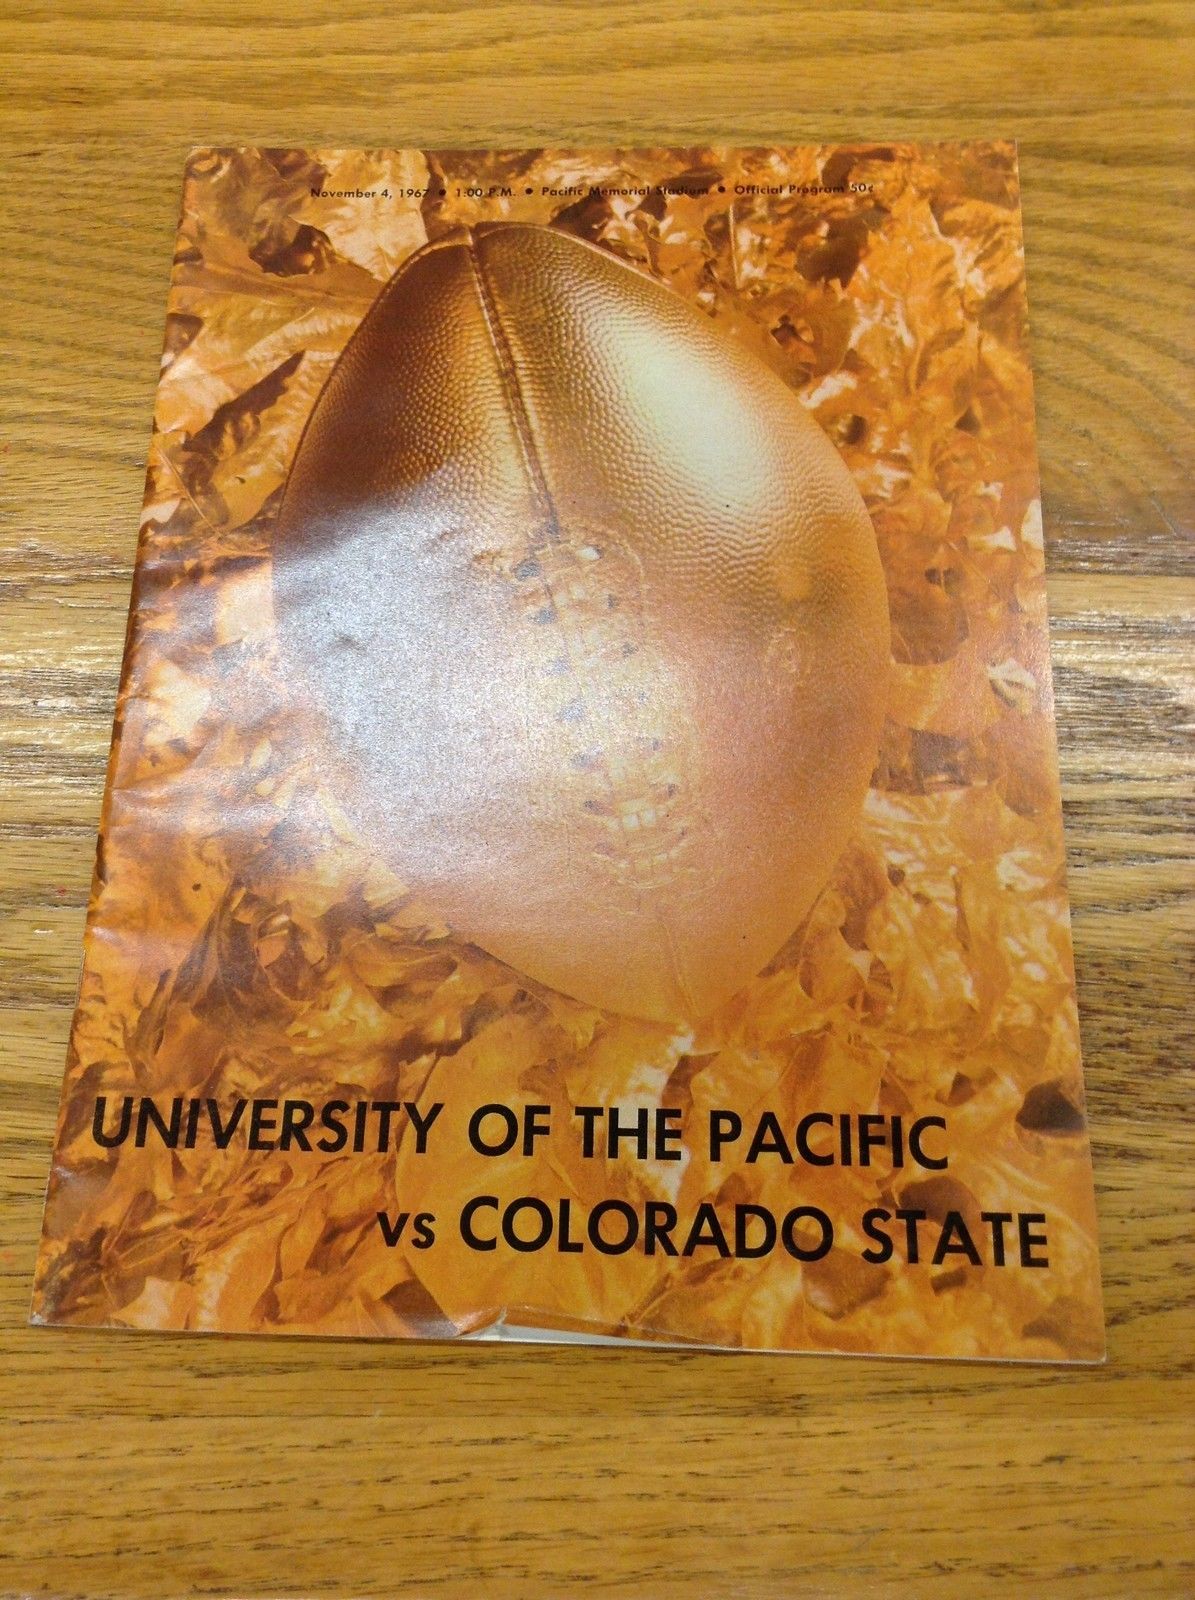 November 4, 1967 • 1:00 P.M. • Pacific Memorial Stadium • Official Program 50¢
UNIVERSITY OF THE PACIFIC
vs COLORADO STATE